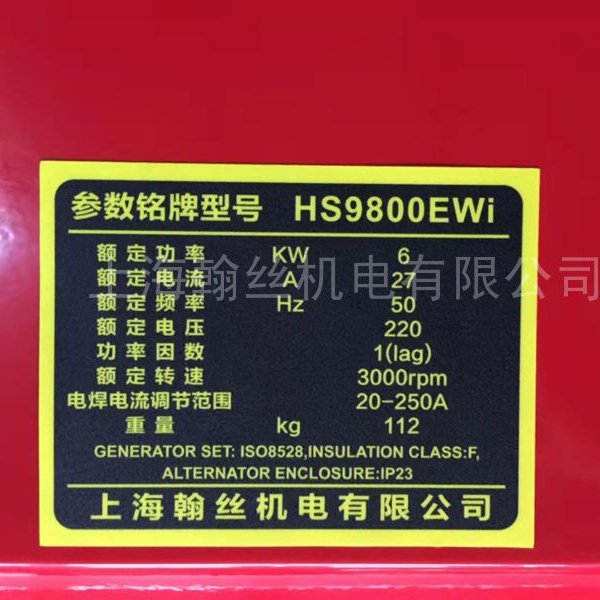 参数铭牌型号 HS9800EWi
额定功率 KW 6
额定电流 A 27
额定频率 Hz 50
额定电压 220
功率因数 1(lag)
额定转速 3000rpm
电焊电流调节范围 20-250A
重量 kg 112
GENERATOR SET: ISO8528,INSULATION CLASS:F,
ALTERNATOR ENCLOSURE:IP23
上海翰丝机电有限公司
上海翰丝机电有限公司